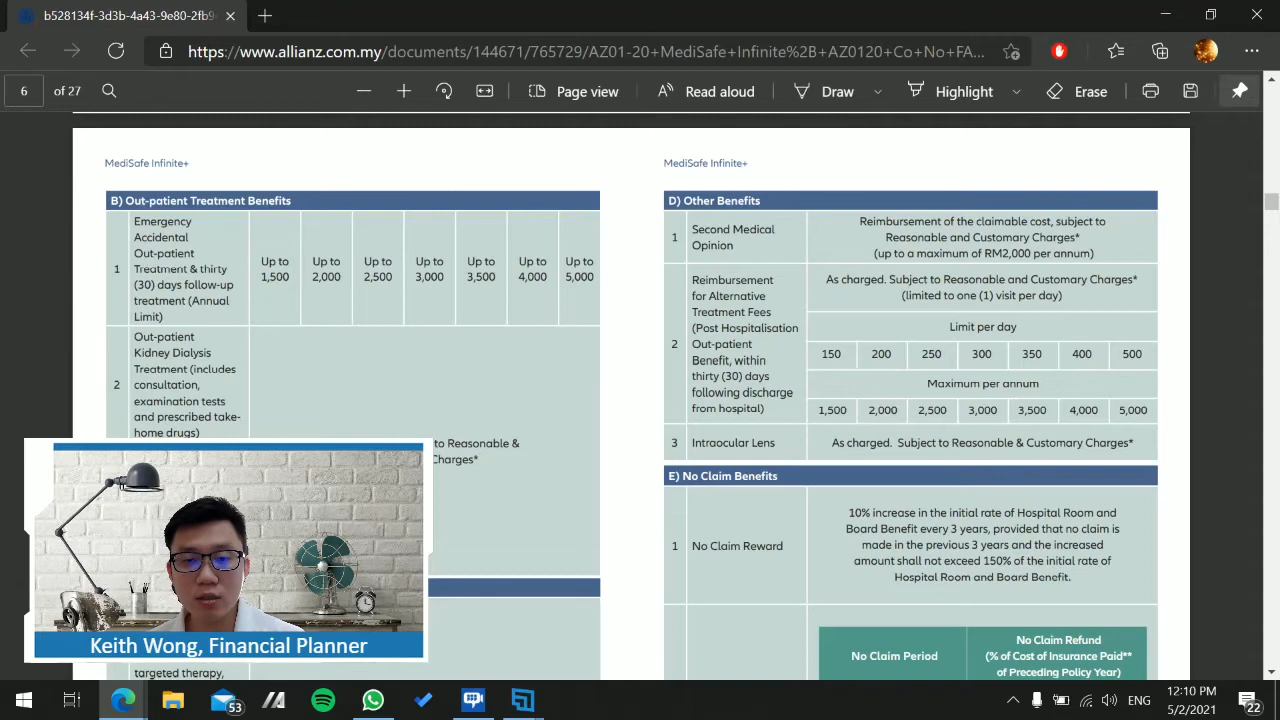 b528134f-3d3b-4a43-9e80-2fb9
https://www.allianz.com.my/documents/144671/765729/AZ01-20+MediSafe+Infinite%2B+AZ0120+Co+No+FA...
6 of 27
Page view
Read aloud
Draw
Highlight
Erase
MediSafe Infinite+
B) Out-patient Treatment Benefits
1
Emergency
Accidental
Out-patient
Treatment & thirty
(30) days follow-up
treatment (Annual
Limit)
Up to Up to Up to Up to Up to Up to Up to
1,500 2,000 2,500 3,000 3,500 4,000 5,000
2
Out-patient
Kidney Dialysis
Treatment (includes
consultation,
examination tests
and prescribed take-
home drugs)
to Reasonable &
Charges*
targeted therapy,
MediSafe Infinite+
D) Other Benefits
1
Second Medical
Opinion
Reimbursement of the claimable cost, subject to
Reasonable and Customary Charges*
(up to a maximum of RM2,000 per annum)
2
Reimbursement
for Alternative
Treatment Fees
(Post Hospitalisation
Out-patient
Benefit, within
thirty (30) days
following discharge
from hospital)
As charged. Subject to Reasonable and Customary Charges*
(limited to one (1) visit per day)
Limit per day
150 200 250 300 350 400 500
Maximum per annum
1,500 2,000 2,500 3,000 3,500 4,000 5,000
3 Intraocular Lens As charged. Subject to Reasonable & Customary Charges*
E) No Claim Benefits
1 No Claim Reward
10% increase in the initial rate of Hospital Room and
Board Benefit every 3 years, provided that no claim is
made in the previous 3 years and the increased
amount shall not exceed 150% of the initial rate of
Hospital Room and Board Benefit.
No Claim Period
No Claim Refund
(% of Cost of Insurance Paid**
of Preceding Policy Year)
Keith Wong, Financial Planner
53
ENG
12:10 PM
5/2/2021
22